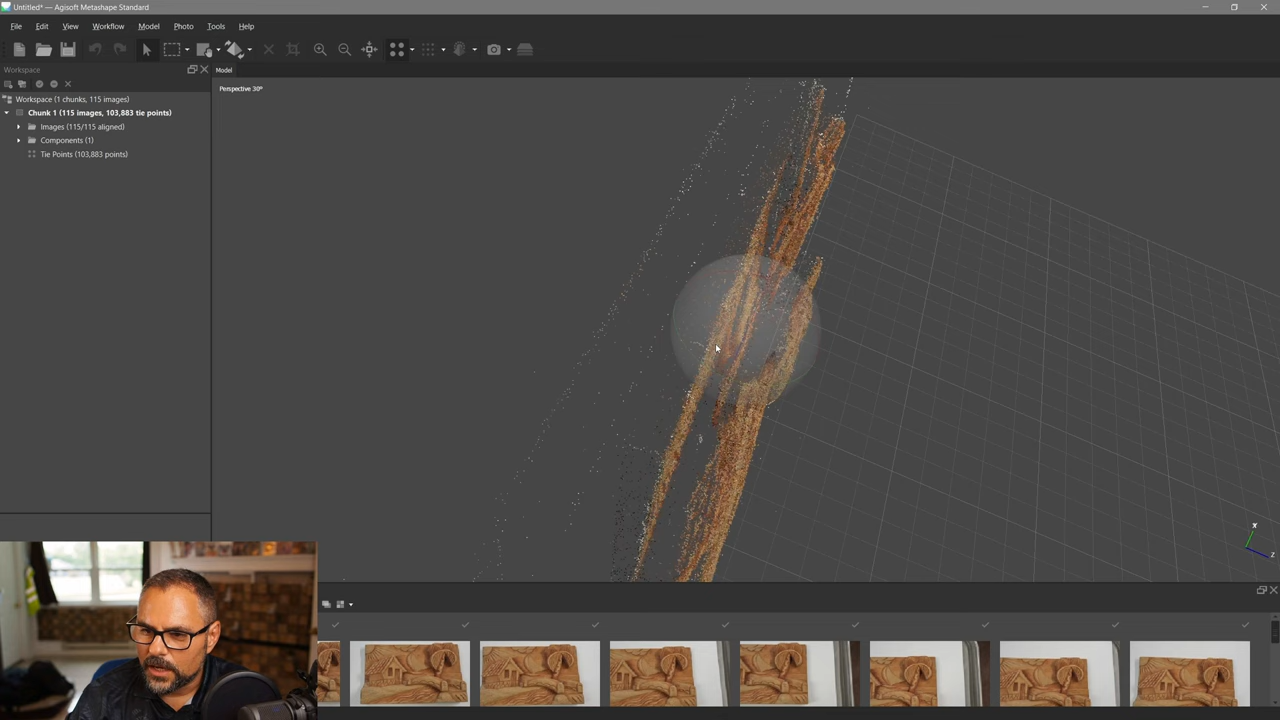 Untitled* — Agisoft Metashape Standard
File Edit View Workflow Model Photo Tools Help
Workspace
Model
Workspace (1 chunks, 115 images)
Chunk 1 (115 images, 103,883 tie points)
Images (115/115 aligned)
Components (1)
Tie Points (103,883 points)
Perspective 30°
X
Z